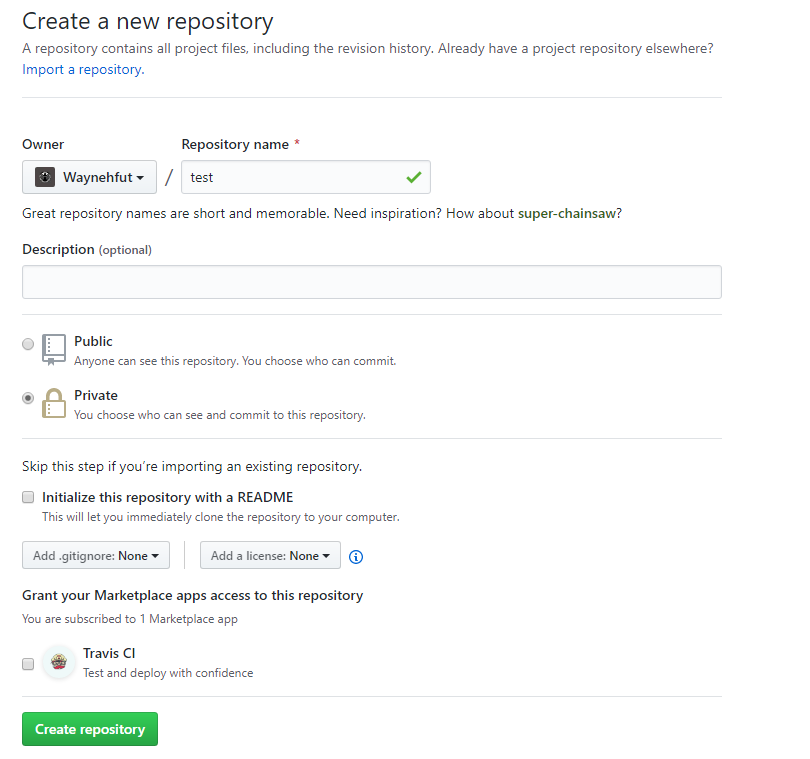 Create a new repository
A repository contains all project files, including the revision history. Already have a project repository elsewhere?
Import a repository.
Owner
Repository name *
Waynehfut / test
Great repository names are short and memorable. Need inspiration? How about super-chainsaw?
Description (optional)
Public
Anyone can see this repository. You choose who can commit.
Private
You choose who can see and commit to this repository.
Skip this step if you’re importing an existing repository.
Initialize this repository with a README
This will let you immediately clone the repository to your computer.
Add .gitignore: None
Add a license: None
Grant your Marketplace apps access to this repository
You are subscribed to 1 Marketplace app
Travis CI
Test and deploy with confidence
Create repository